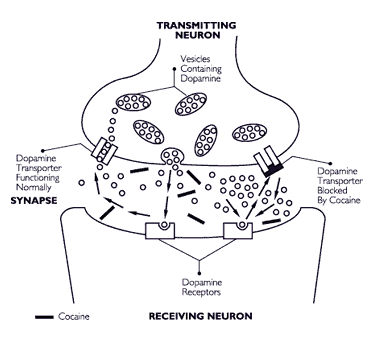 TRANSMITTING
NEURON
Vesicles
Containing
Dopamine
Dopamine
Transporter
Functioning
Normally
SYNAPSE
Dopamine
Transporter
Blocked
By Cocaine
Dopamine
Receptors
Cocaine
RECEIVING NEURON